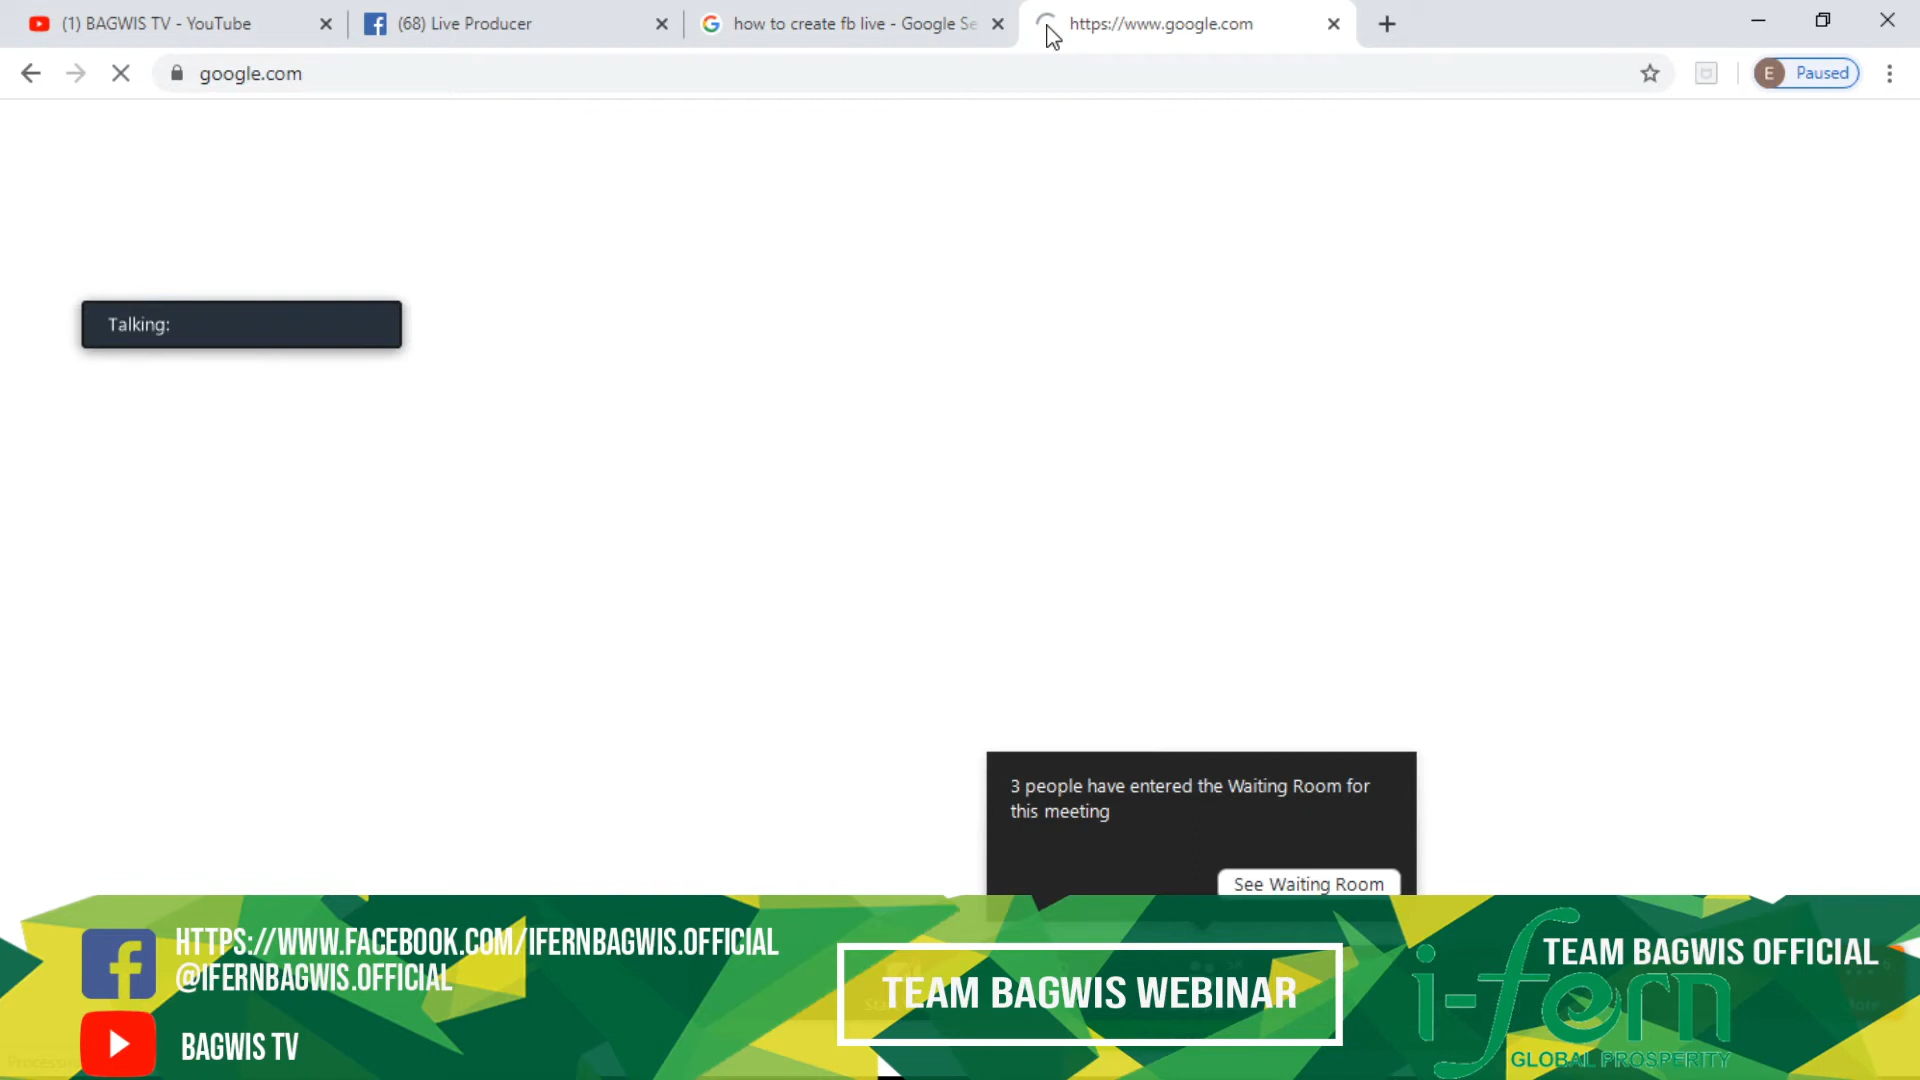 (1) BAGWIS TV - YouTube
(68) Live Producer
how to create fb live - Google Se
https://www.google.com
google.com
E
Paused
Talking:
3 people have entered the Waiting Room for
this meeting
See Waiting Room
HTTPS://WWW.FACEBOOK.COM/IFERNBAGWIS.OFFICIAL
@IFERNBAGWIS.OFFICIAL
BAGWIS TV
TEAM BAGWIS WEBINAR
TEAM BAGWIS OFFICIAL
i-fern
GLOBAL PROSPERITY